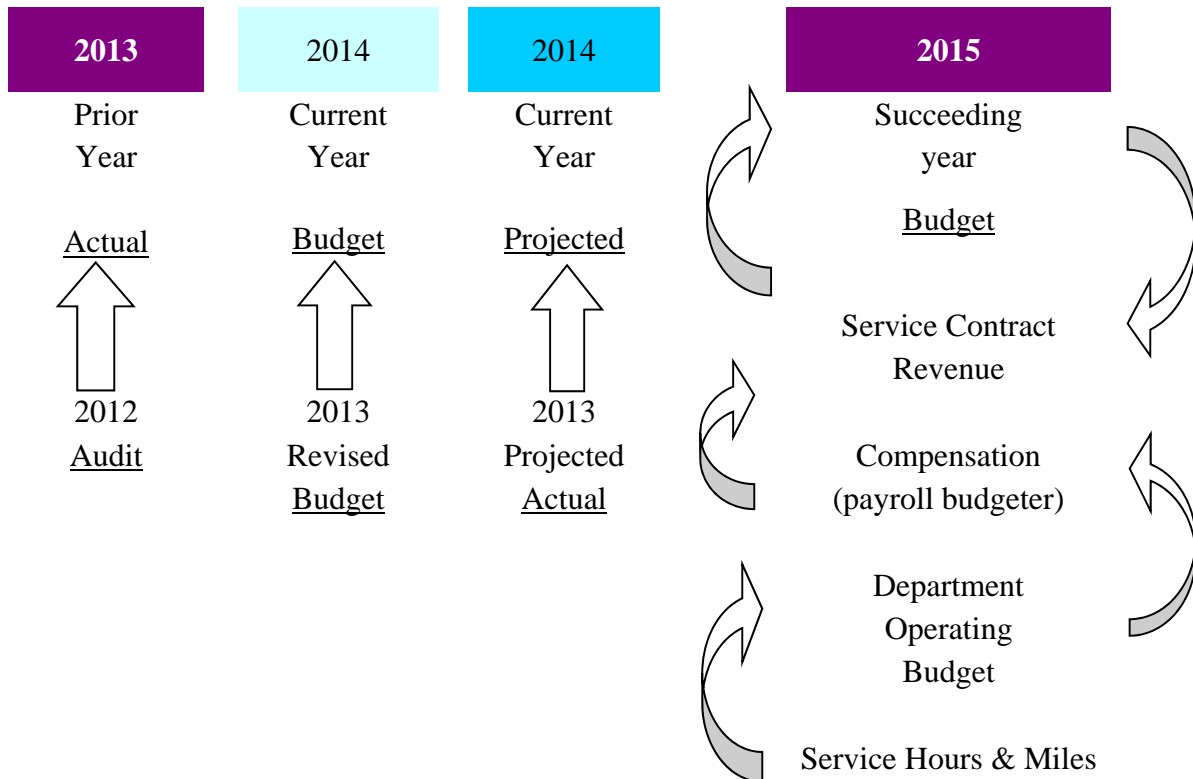 2013
Prior
Year
Actual
2012
Audit
2014
Current
Year
Budget
2013
Revised
Budget
2014
Current
Year
Projected
2013
Projected
Actual
2015
Succeeding
year
Budget
Service Contract
Revenue
Compensation
(payroll budgeter)
Department
Operating
Budget
Service Hours & Miles